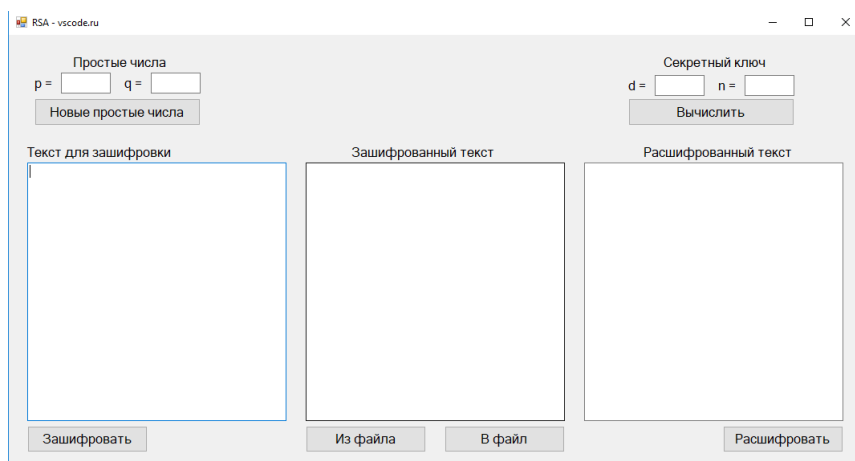 RSA - vscode.ru
Простые числа
p =
q =
Новые простые числа
Секретный ключ
d =
n =
Вычислить
Текст для зашифровки
Зашифрованный текст
Расшифрованный текст
Зашифровать
Из файла
В файл
Расшифровать